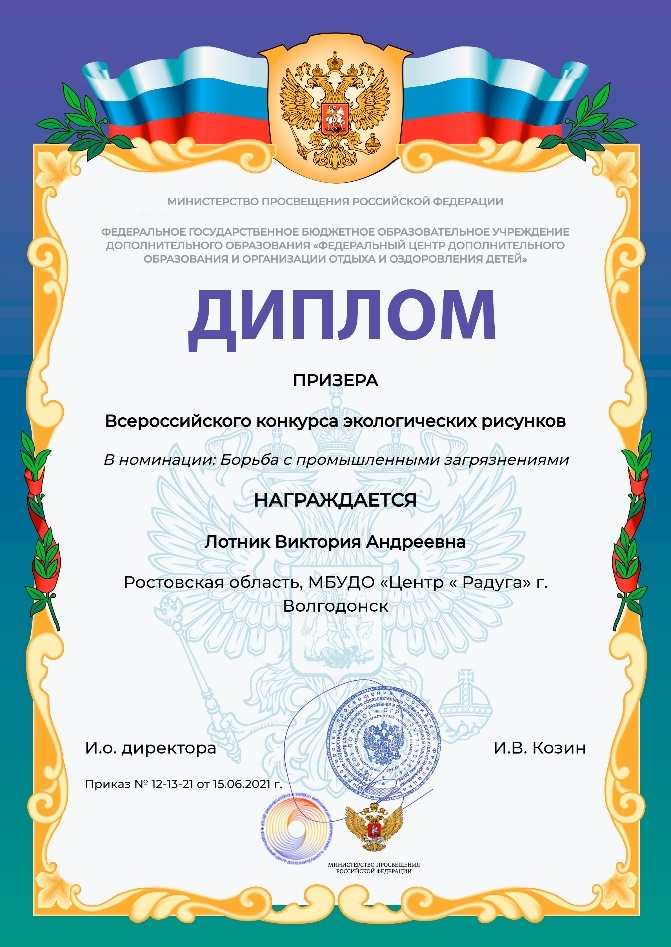 МИНИСТЕРСТВО ПРОСВЕЩЕНИЯ РОССИЙСКОЙ ФЕДЕРАЦИИ
ФЕДЕРАЛЬНОЕ ГОСУДАРСТВЕННОЕ БЮДЖЕТНОЕ ОБРАЗОВАТЕЛЬНОЕ УЧРЕЖДЕНИЕ
ДОПОЛНИТЕЛЬНОГО ОБРАЗОВАНИЯ «ФЕДЕРАЛЬНЫЙ ЦЕНТР ДОПОЛНИТЕЛЬНОГО
ОБРАЗОВАНИЯ И ОРГАНИЗАЦИИ ОТДЫХА И ОЗДОРОВЛЕНИЯ ДЕТЕЙ»
ДИПЛОМ
ПРИЗЕРА
Всероссийского конкурса экологических рисунков
В номинации: Борьба с промышленными загрязнениями
НАГРАЖДАЕТСЯ
Лотник Виктория Андреевна
Ростовская область, МБУДО «Центр « Радуга» г.
Волгодонск
И.о. директора
И.В. Козин
Приказ № 12-13-21 от 15.06.2021 г.
МИНИСТЕРСТВО ПРОСВЕЩЕНИЯ
РОССИЙСКОЙ ФЕДЕРАЦИИ